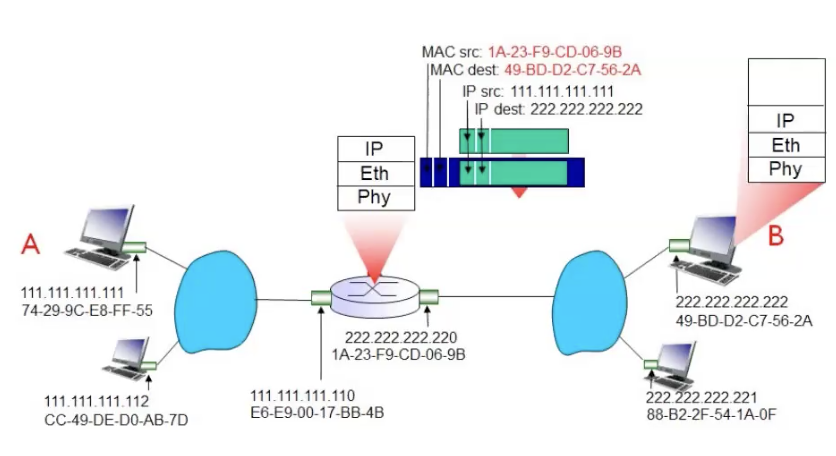 MAC src: 1A-23-F9-CD-06-9B
MAC dest: 49-BD-D2-C7-56-2A
IP src: 111.111.111.111
IP dest: 222.222.222.222
IP
Eth
Phy
IP
Eth
Phy
A
B
111.111.111.111
74-29-9C-E8-FF-55
222.222.222.222
49-BD-D2-C7-56-2A
222.222.222.220
1A-23-F9-CD-06-9B
111.111.111.112
CC-49-DE-D0-AB-7D
111.111.111.110
E6-E9-00-17-BB-4B
222.222.222.221
88-B2-2F-54-1A-0F